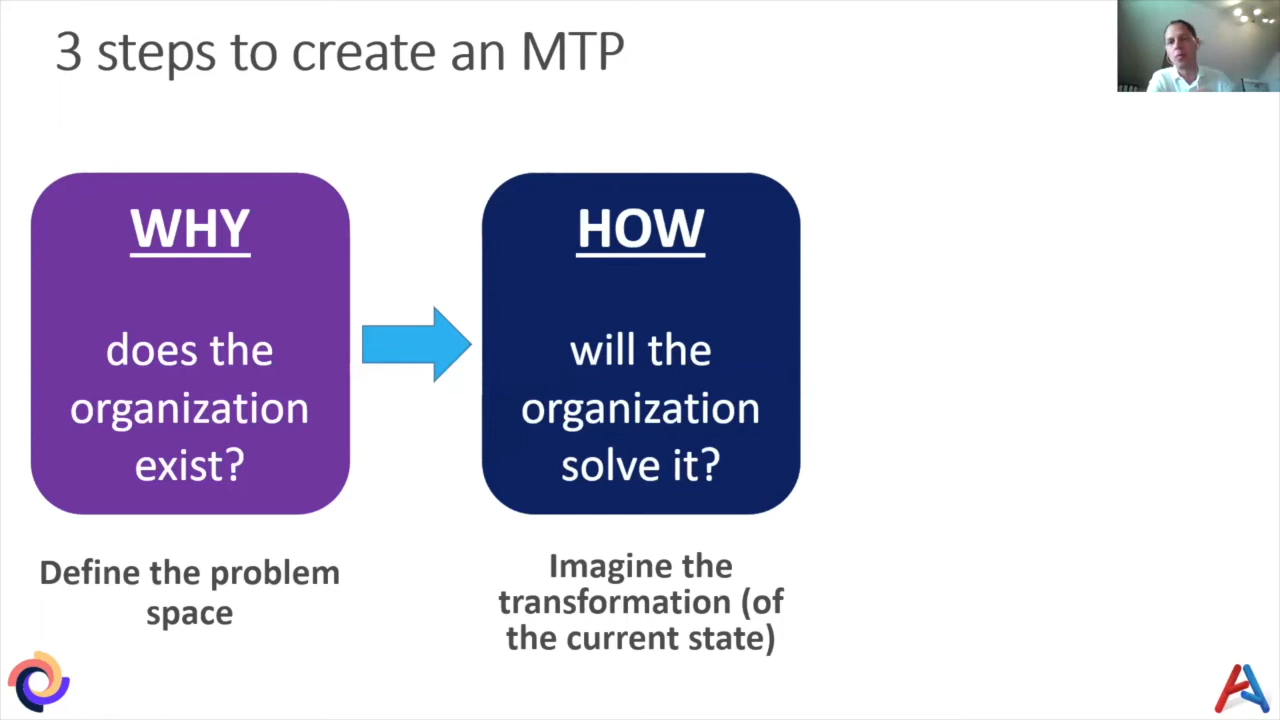 3 steps to create an MTP
WHY
does the
organization
exist?
HOW
will the
organization
solve it?
Define the problem
space
Imagine the
transformation (of
the current state)